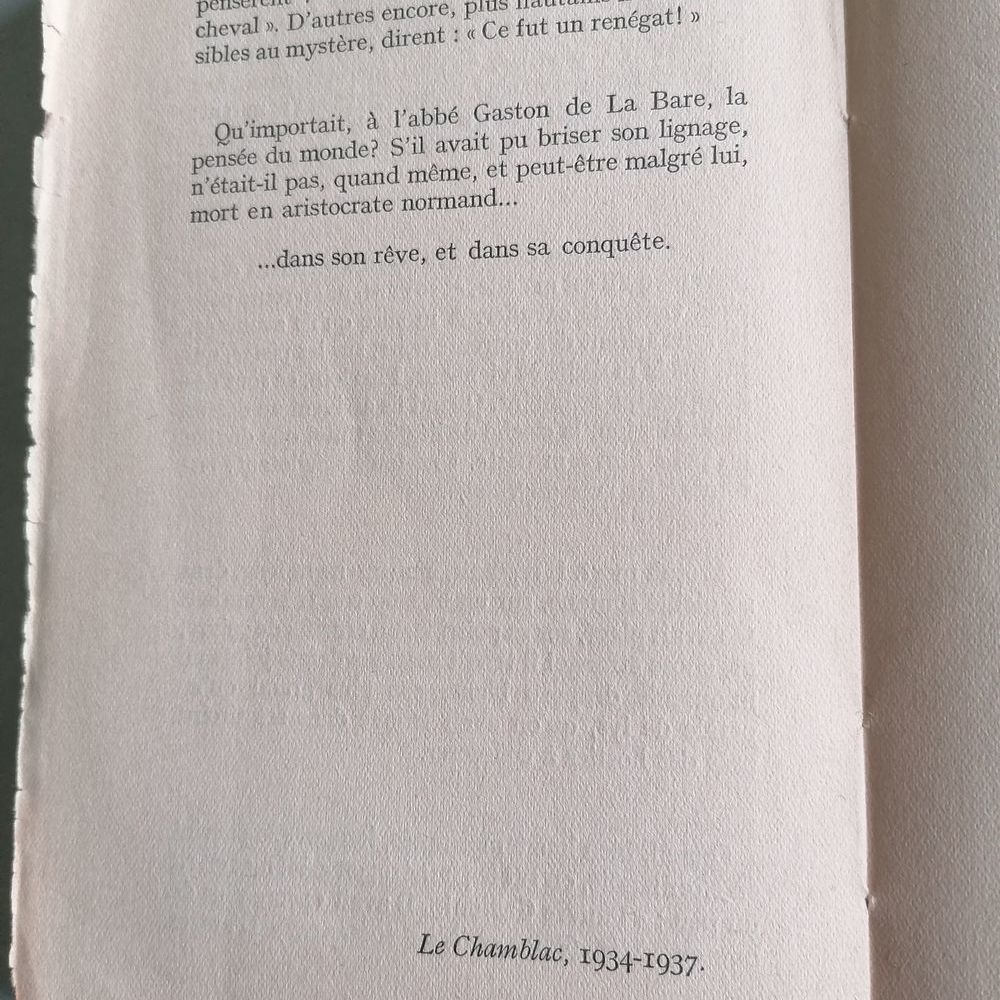 pensèrent
cheval ». D'autres encore, plus hautains
sibles au mystère, dirent : « Ce fut un renégat! »
Qu'importait, à l'abbé Gaston de La Bare, la
pensée du monde? S'il avait pu briser son lignage,
n'était-il pas, quand même, et peut-être malgré lui,
mort en aristocrate normand...
...dans son rêve, et dans sa conquête.
Le Chamblac, 1934-1937.